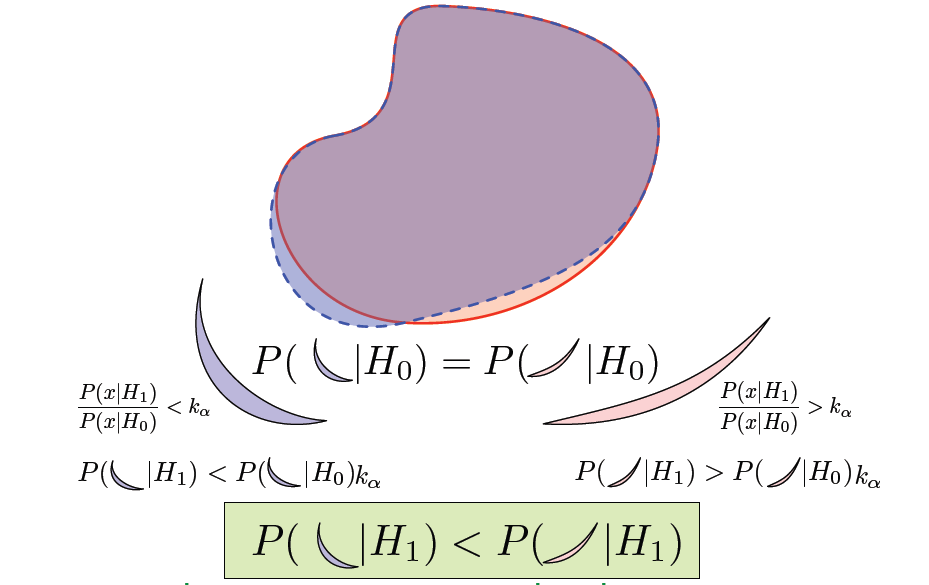 P( |H₀) = P( |H₀)
P(x|H₁)/P(x|H₀) < kα
P(x|H₁)/P(x|H₀) > kα
P( |H₁) < P( |H₀)kα
P( |H₁) > P( |H₀)kα
P( |H₁) < P( |H₁)